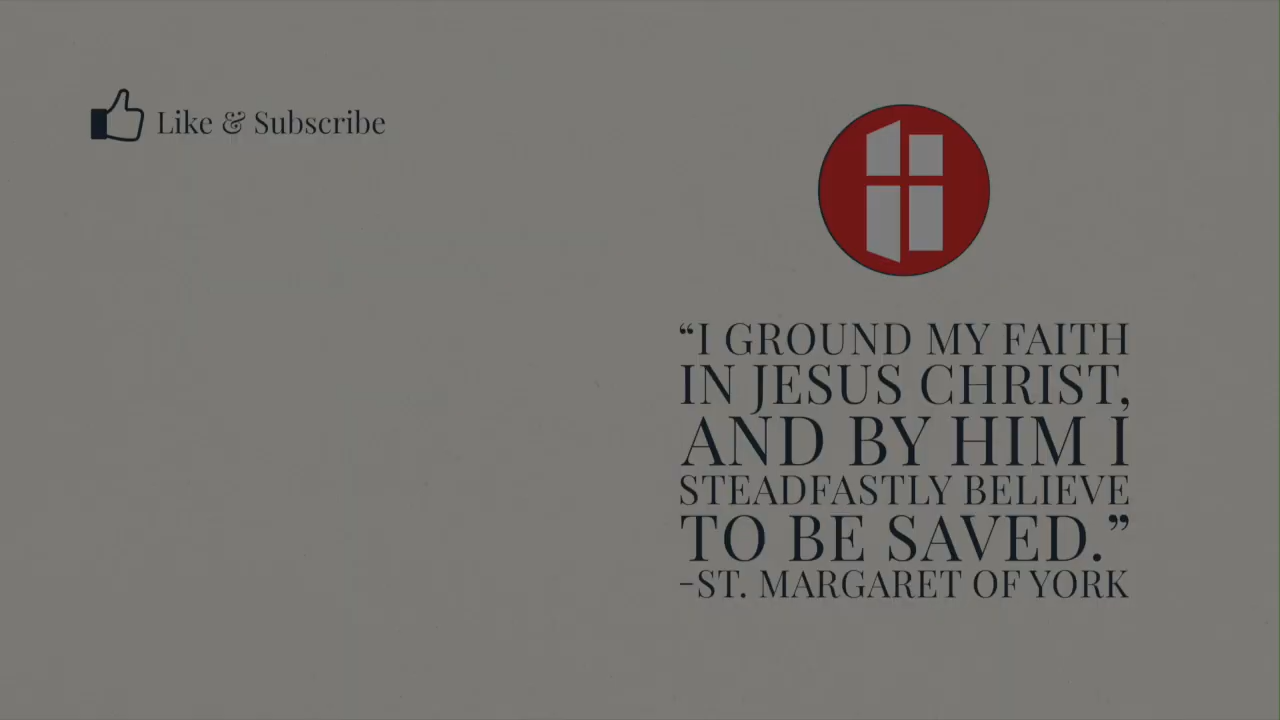 Like & Subscribe
“I GROUND MY FAITH
IN JESUS CHRIST,
AND BY HIM I
STEADFASTLY BELIEVE
TO BE SAVED.”
-ST. MARGARET OF YORK